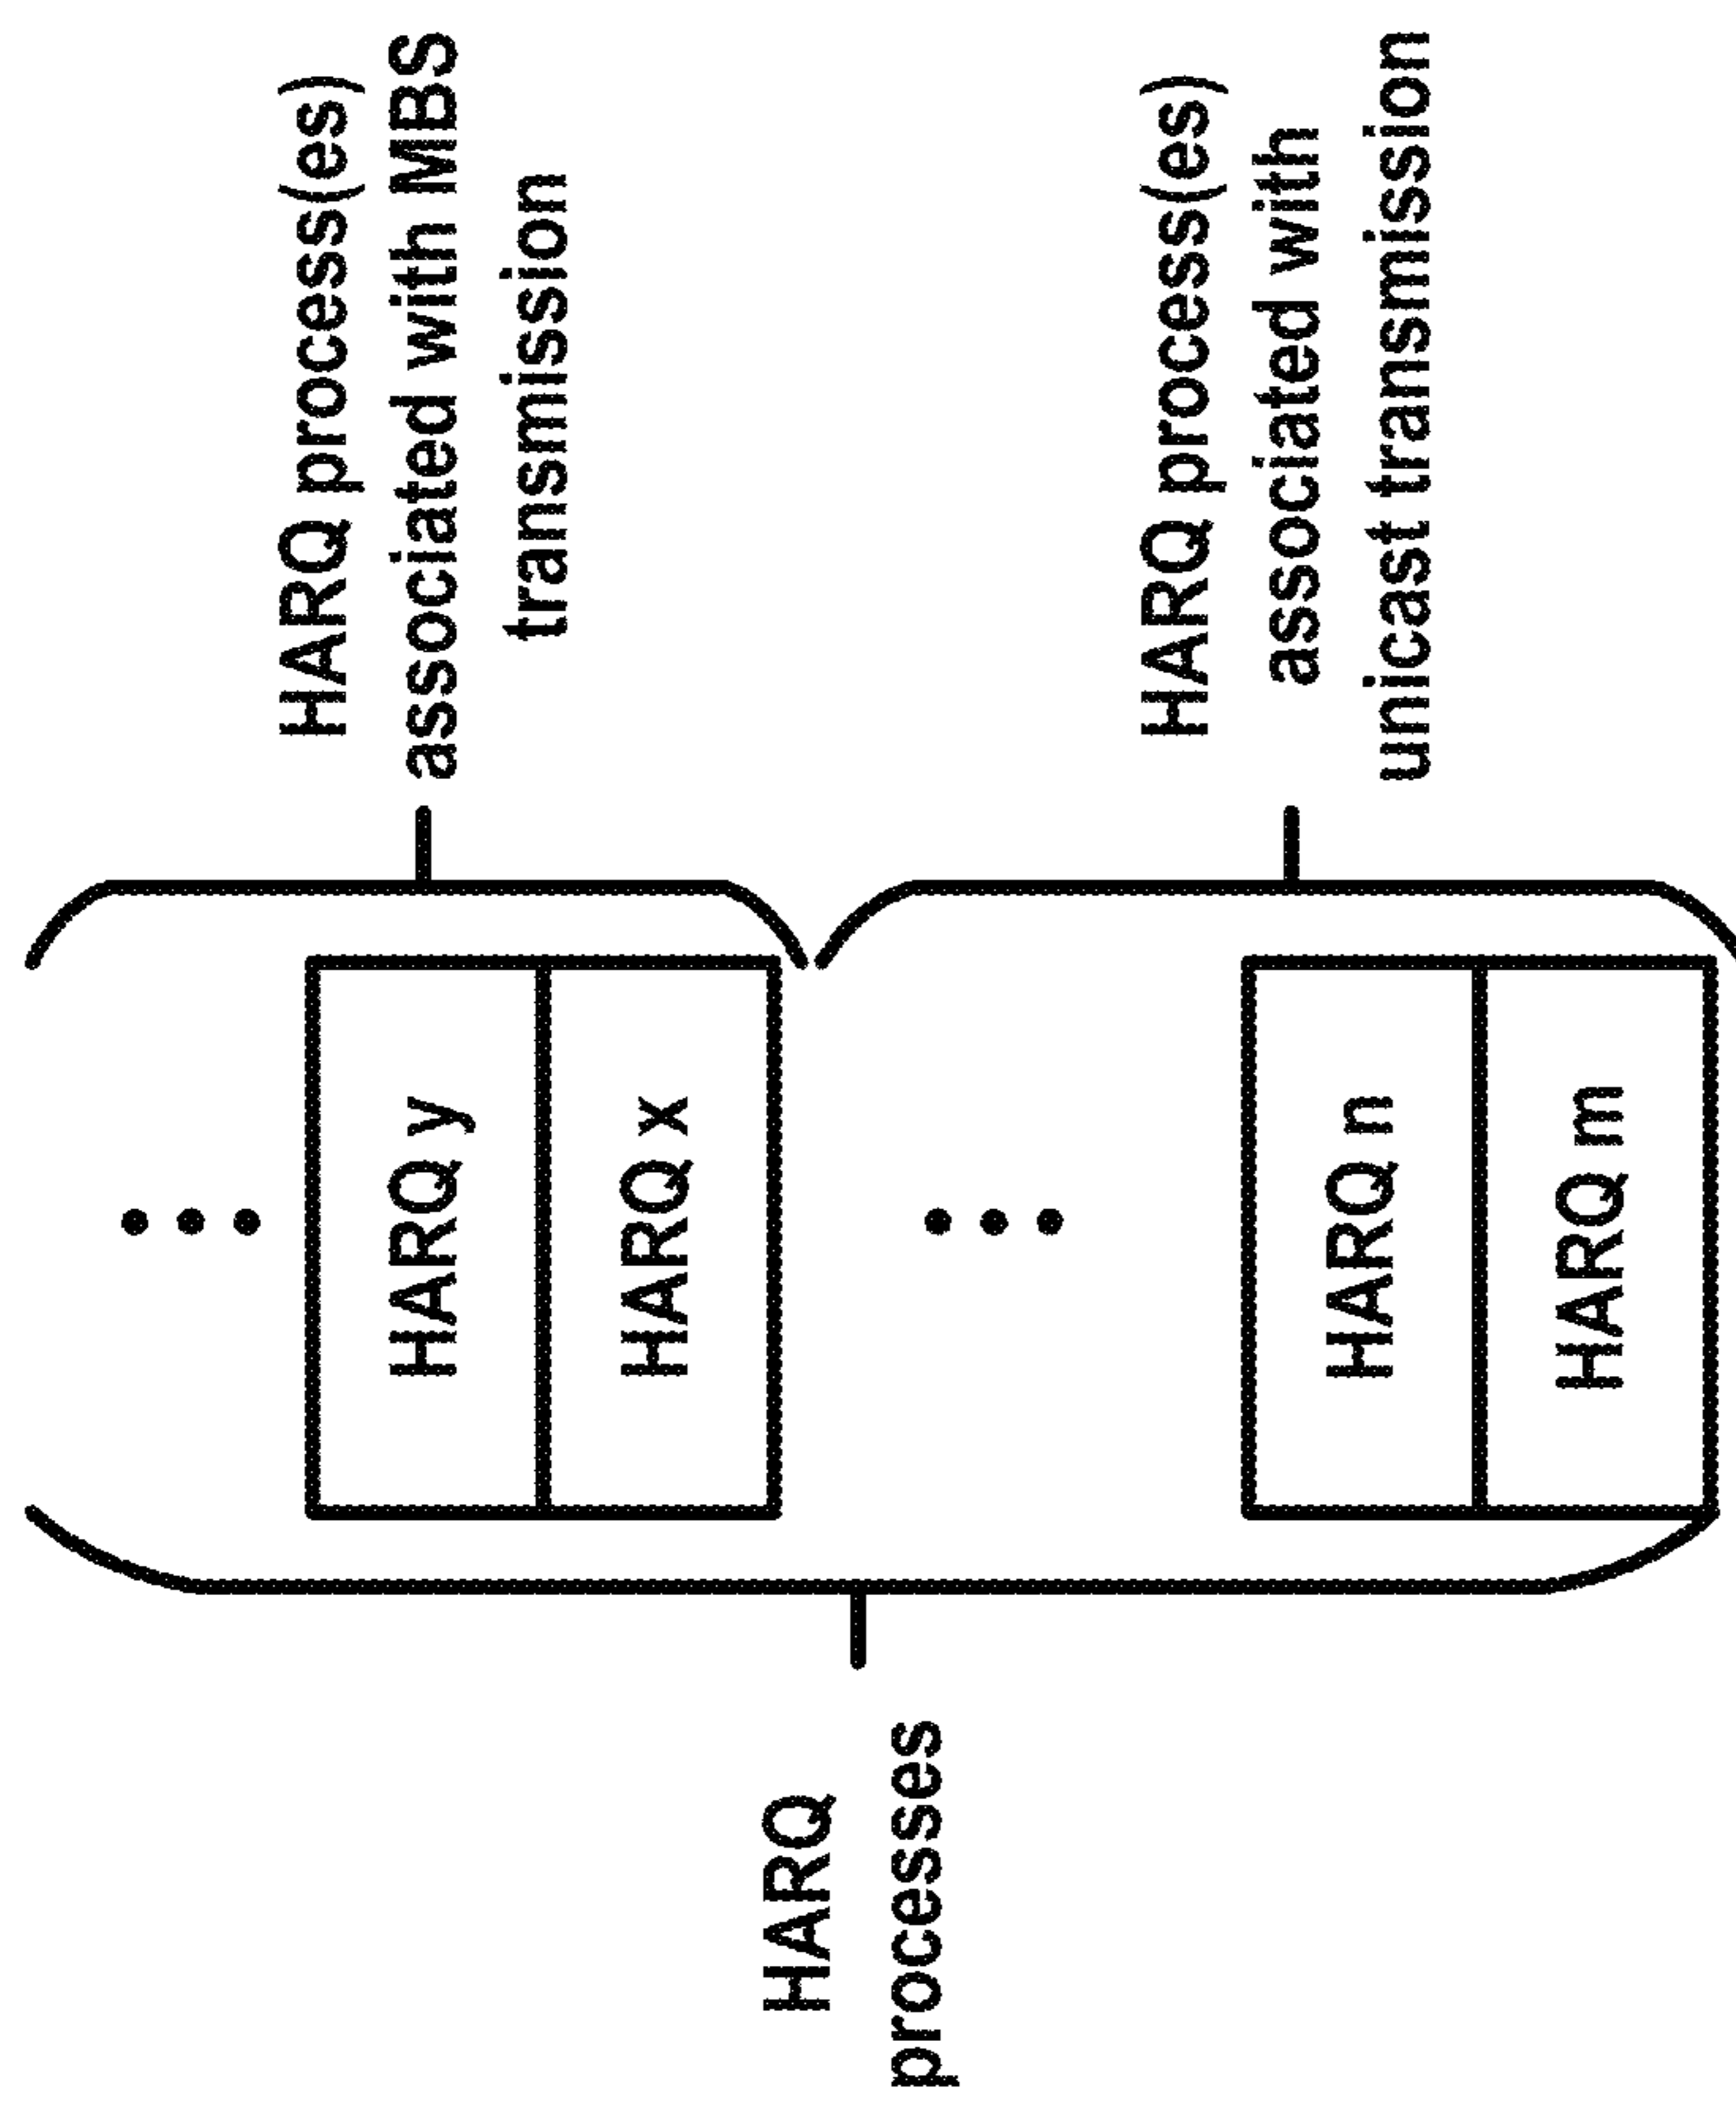 HARQ process(es)
associated with MBS
transmission
HARQ y
HARQ x
HARQ
processes
HARQ process(es)
associated with
unicast transmission
HARQ n
HARQ m